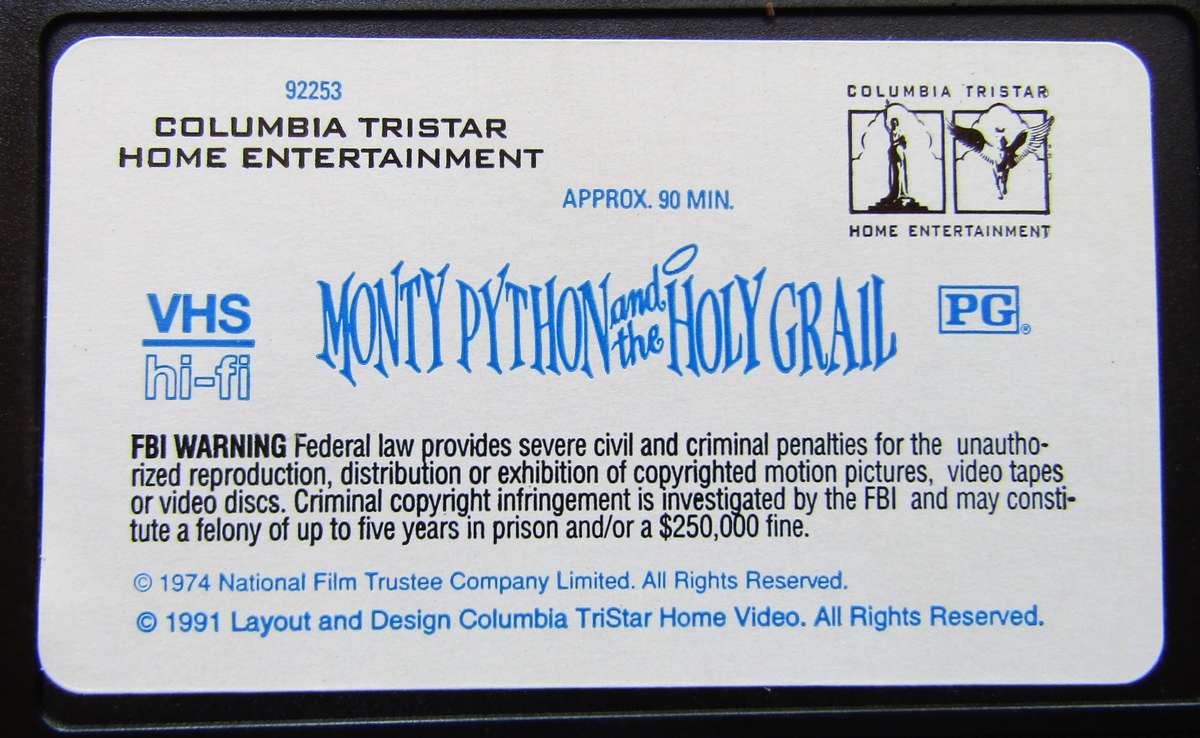 92253
COLUMBIA TRISTAR
HOME ENTERTAINMENT
COLUMBIA TRISTAR
HOME ENTERTAINMENT
APPROX. 90 MIN.
VHS
hi-fi
MONTY PYTHON and the HOLY GRAIL
PG®
FBI WARNING Federal law provides severe civil and criminal penalties for the unautho-
rized reproduction, distribution or exhibition of copyrighted motion pictures, video tapes
or video discs. Criminal copyright infringement is investigated by the FBI and may consti-
tute a felony of up to five years in prison and/or a $250,000 fine.
© 1974 National Film Trustee Company Limited. All Rights Reserved.
© 1991 Layout and Design Columbia TriStar Home Video. All Rights Reserved.